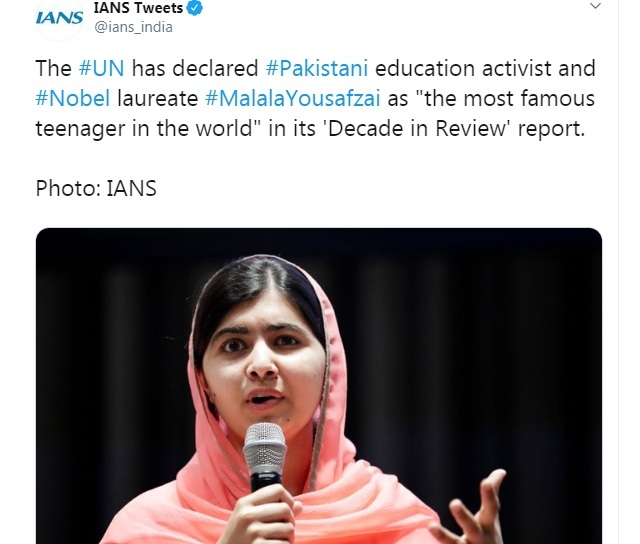 IANS
IANS Tweets
@ians_india
The #UN has declared #Pakistani education activist and
#Nobel laureate #MalalaYousafzai as "the most famous
teenager in the world" in its 'Decade in Review' report.
Photo: IANS